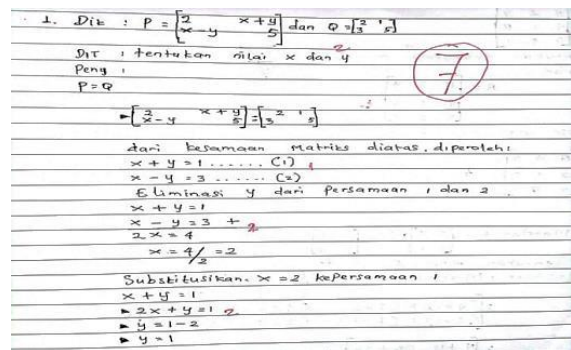 1. Dik : P = [2 x+y x-y 5] dan Q = [2 1 3 5]
DIT : tentukan nilai x dan y 2
Peny :
7
P = Q
▸ [2 x+y x-y 5] = [2 1 3 5]
dari kesamaan matriks diatas, diperoleh:
x + y = 1 ...... (1) 1
x - y = 3 ...... (2)
Eliminasi y dari Persamaan 1 dan 2
x + y = 1
x - y = 3 + 2
2x = 4
x = 4/2 = 2
Substitusikan x = 2 kepersamaan 1
x + y = 1
▸ 2x + y = 1 2
▸ y = 1 - 2
▸ y = 1